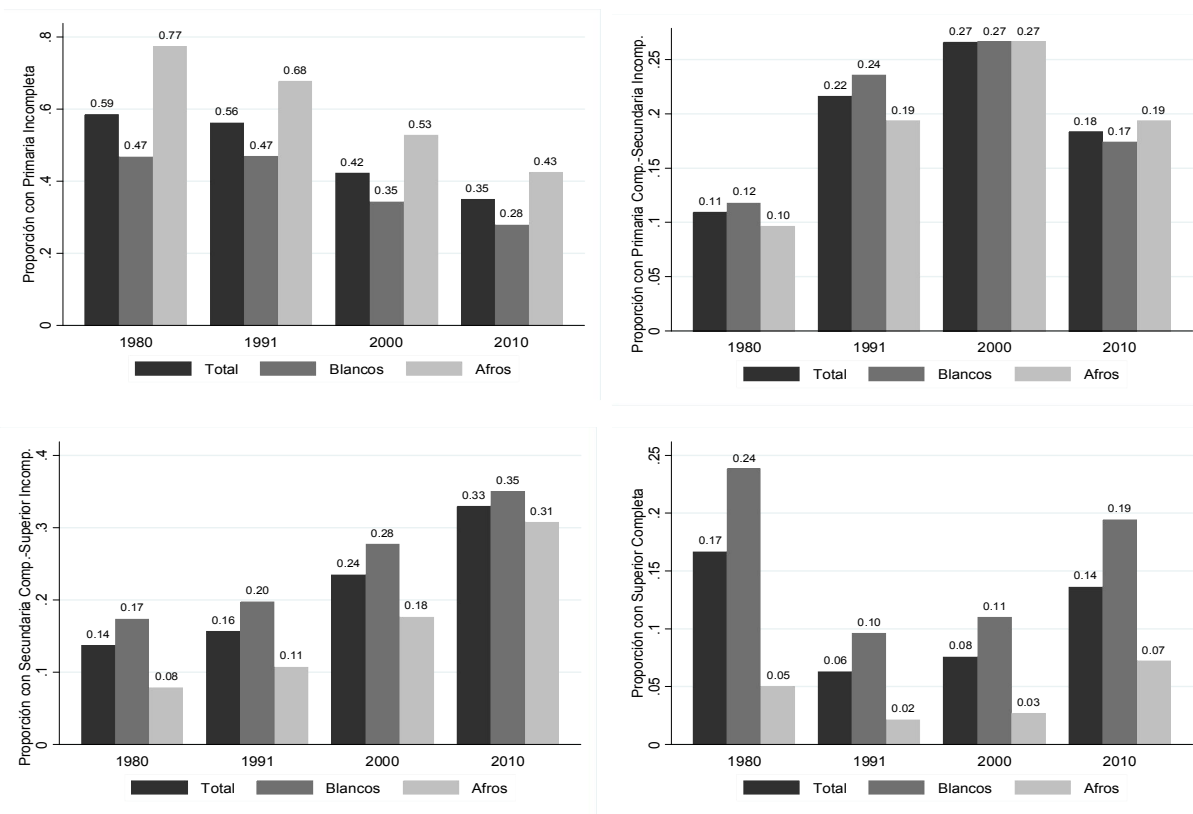 Proporción con Primaria Incompleta
.8
.6
.4
.2
0
0.59 0.47 0.77
0.56 0.47 0.68
0.42 0.35 0.53
0.35 0.28 0.43
1980 1991 2000 2010
Total Blancos Afros
Proporción con Primaria Comp.-Secundaria Incomp.
.25
.2
.15
.1
.05
0
0.11 0.12 0.10
0.22 0.24 0.19
0.27 0.27 0.27
0.18 0.17 0.19
1980 1991 2000 2010
Total Blancos Afros
Proporción con Secundaria Comp.-Superior Incomp.
.4
.3
.2
.1
0
0.14 0.17 0.08
0.16 0.20 0.11
0.24 0.28 0.18
0.33 0.35 0.31
1980 1991 2000 2010
Total Blancos Afros
Proporción con Superior Completa
.25
.2
.15
.1
.05
0
0.17 0.24 0.05
0.06 0.10 0.02
0.08 0.11 0.03
0.14 0.19 0.07
1980 1991 2000 2010
Total Blancos Afros